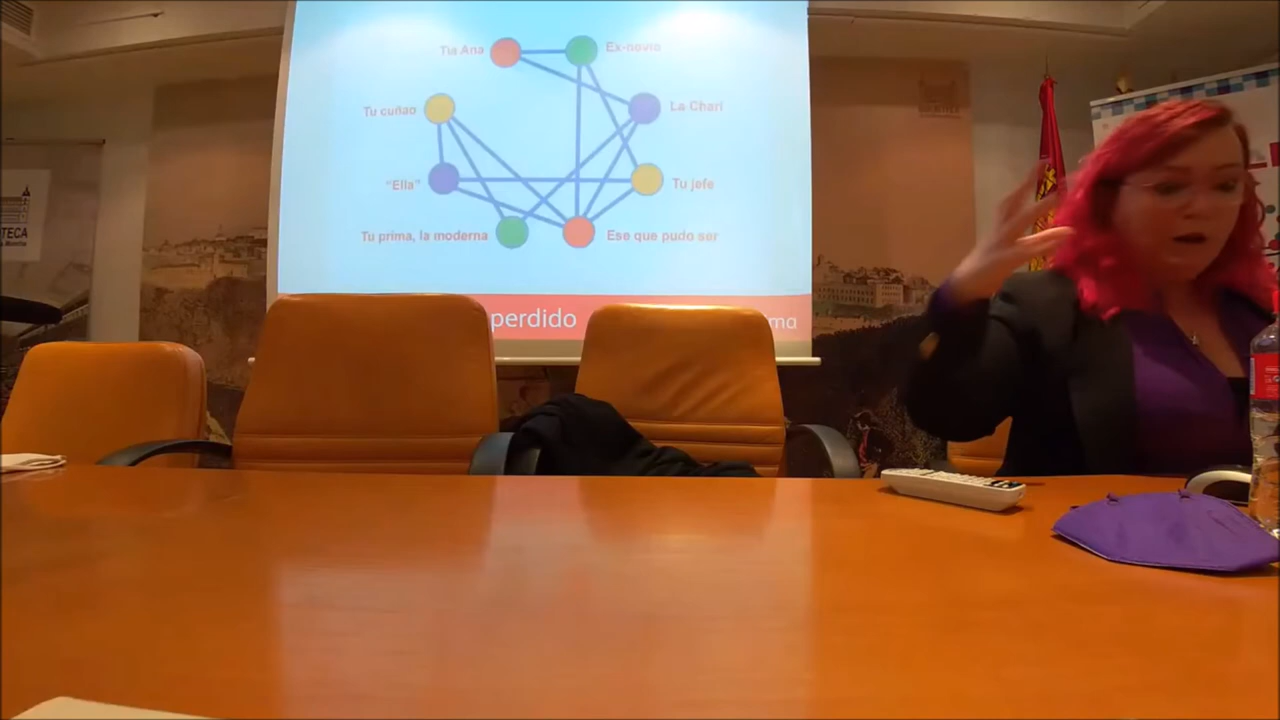 Tía Ana
Ex-novia
Tu cuñao
La Chari
"Ella"
Tu jefe
Tu prima, la moderna
Ese que pudo ser
perdido
TECA